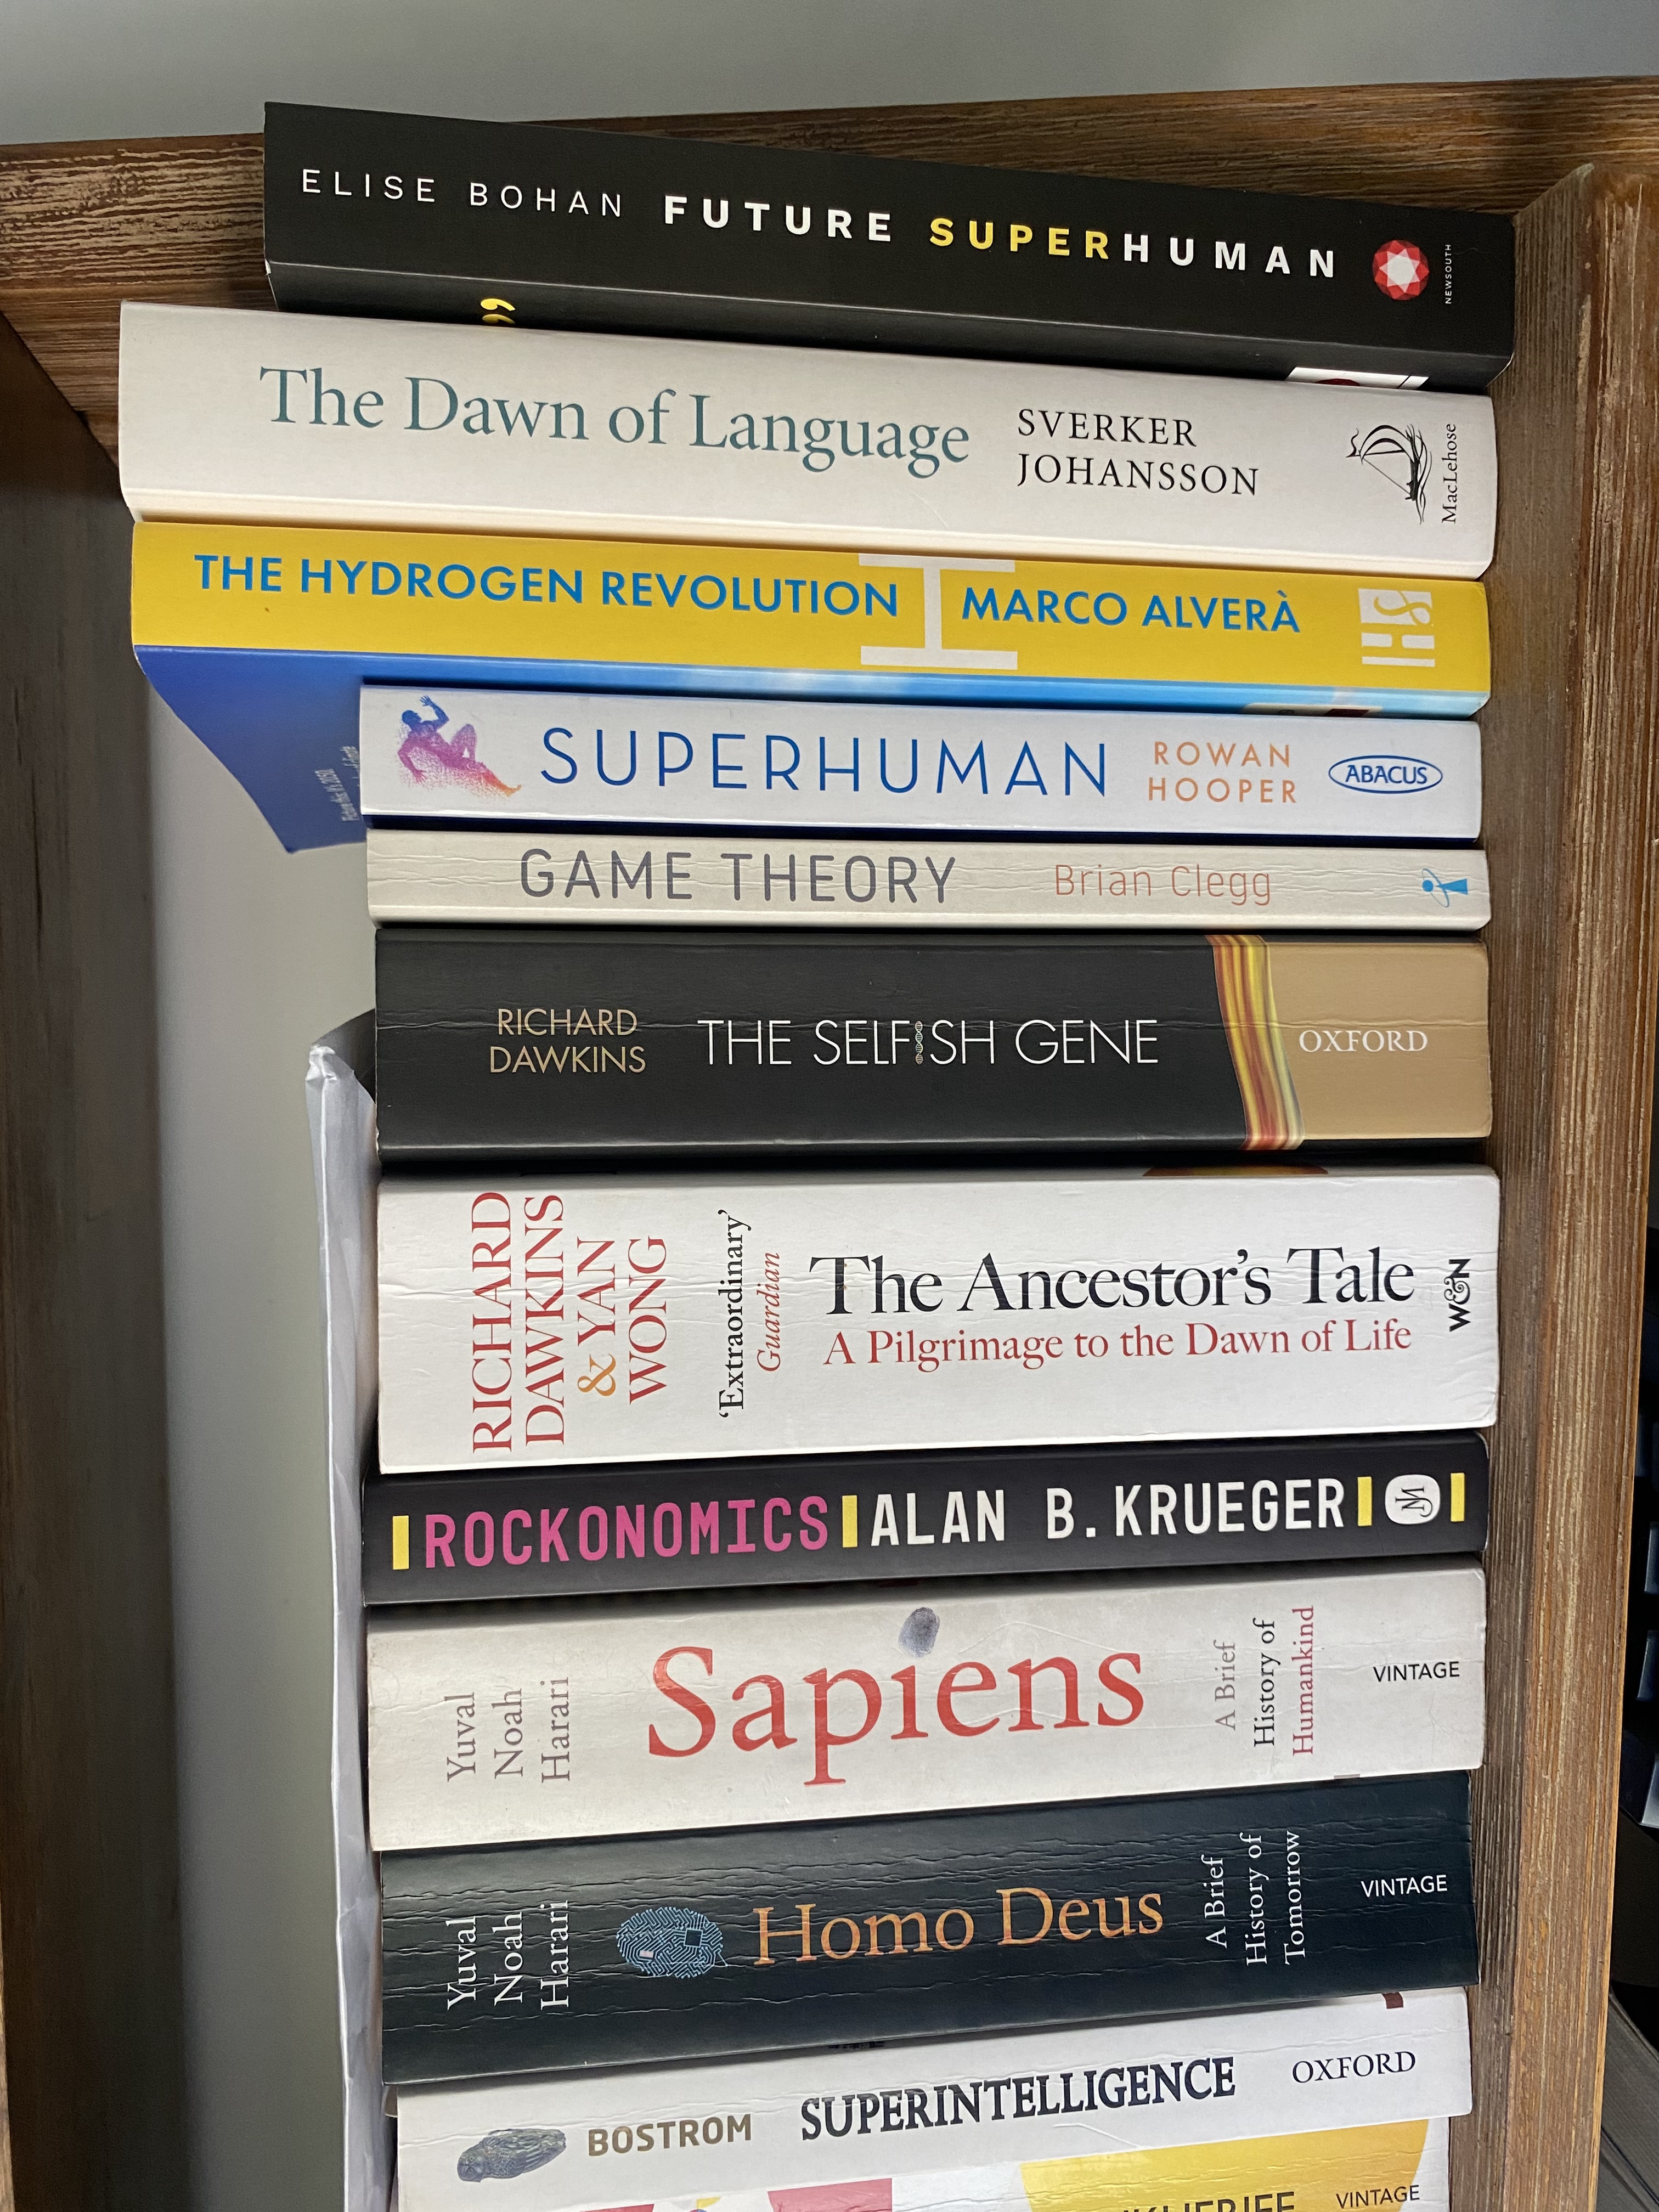 ELISE BOHAN FUTURE SUPERHUMAN NEWSOUTH
The Dawn of Language SVERKER
JOHANSSON
MacLehose
THE HYDROGEN REVOLUTION MARCO ALVERÀ
H&S
SUPERHUMAN
ROWAN
HOOPER
ABACUS
GAME THEORY Brian Clegg
RICHARD
DAWKINS
THE SELFISH GENE
OXFORD
RICHARD
DAWKINS
& YAN
WONG
'Extraordinary'
Guardian
The Ancestor's Tale
A Pilgrimage to the Dawn of Life
W&N
ROCKONOMICS ALAN B. KRUEGER JM
Yuval
Noah
Harari
Sapiens
A Brief
History of
Humankind
VINTAGE
Yuval
Noah
Harari
Homo Deus
A Brief
History of
Tomorrow
VINTAGE
BOSTROM SUPERINTELLIGENCE OXFORD
VINTAGE